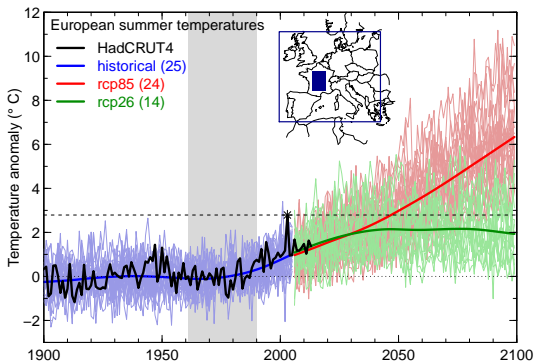 European summer temperatures
HadCRUT4
historical (25)
rcp85 (24)
rcp26 (14)
Temperature anomaly (° C)
12
10
8
6
4
2
0
−2
1900
1950
2000
2050
2100